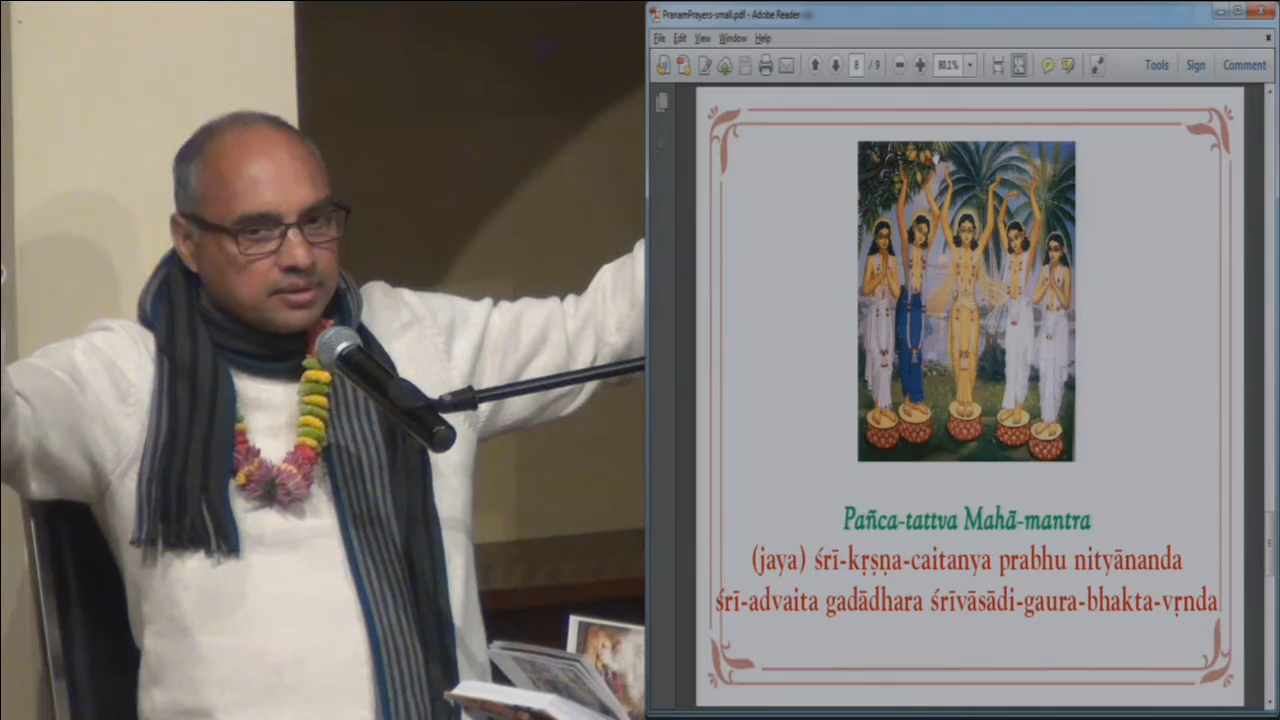 PranamPrayers-small.pdf - Adobe Reader
File Edit View Window Help
8 / 9 80.1% Tools Sign Comment
Pañca-tattva Mahā-mantra
(jaya) śrī-kṛṣṇa-caitanya prabhu nityānanda
śrī-advaita gadādhara śrīvāsādi-gaura-bhakta-vṛnda